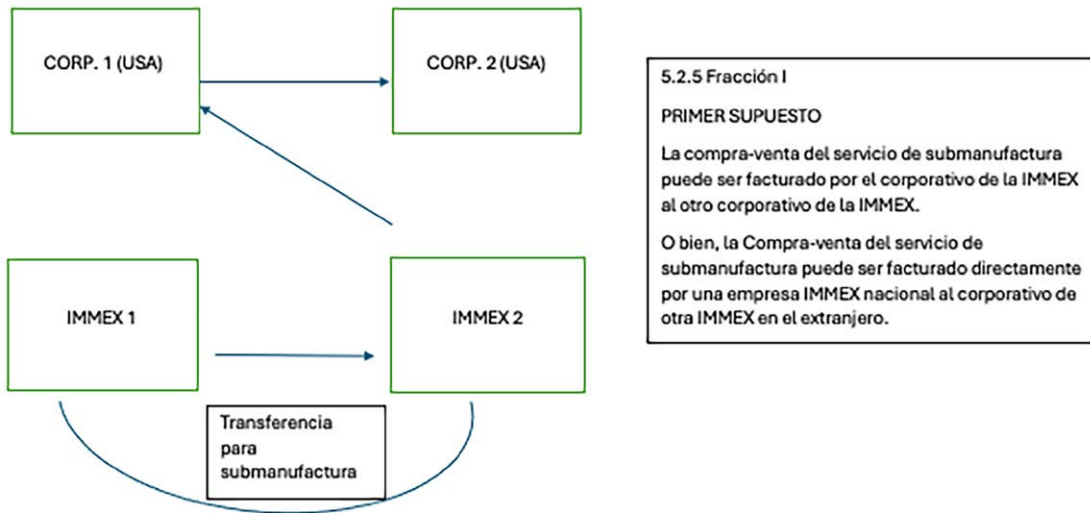 CORP. 1 (USA)
CORP. 2 (USA)
IMMEX 1
IMMEX 2
Transferencia
para
submanufactura
5.2.5 Fracción I
PRIMER SUPUESTO
La compra-venta del servicio de submanufactura
puede ser facturado por el corporativo de la IMMEX
al otro corporativo de la IMMEX.
O bien, la Compra-venta del servicio de
submanufactura puede ser facturado directamente
por una empresa IMMEX nacional al corporativo de
otra IMMEX en el extranjero.